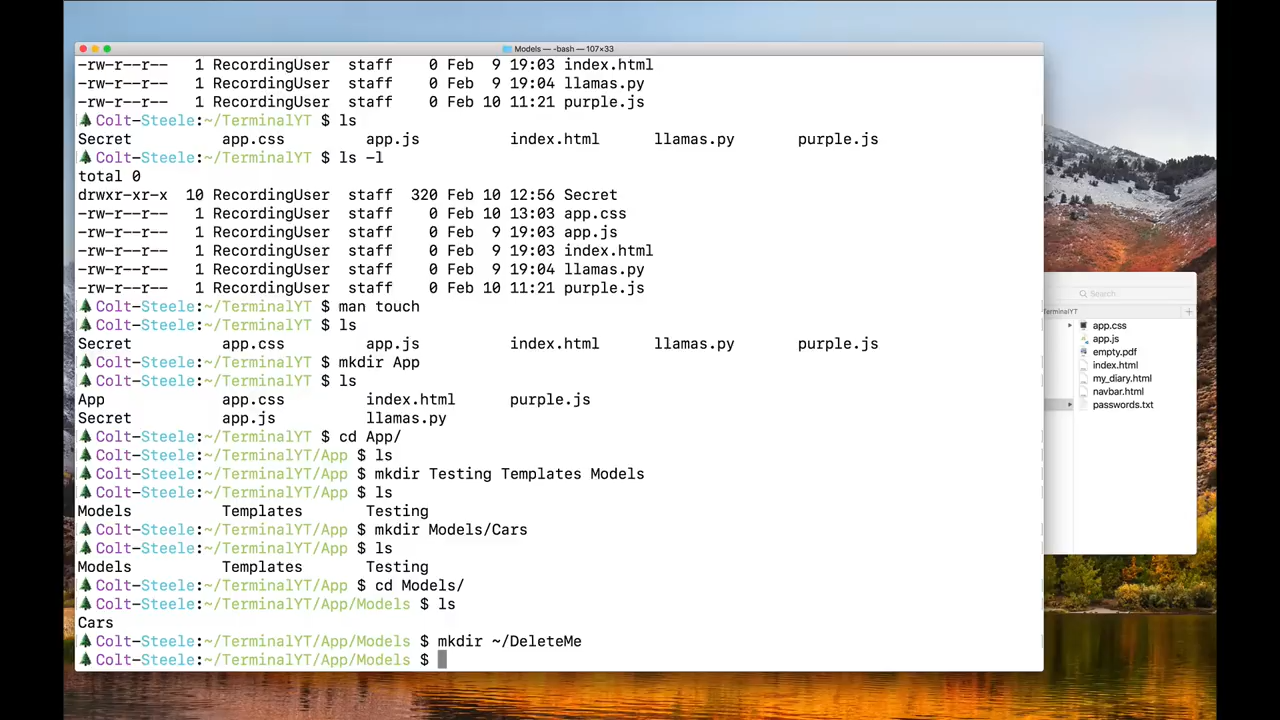 Models — -bash — 107×33
-rw-r--r--   1 RecordingUser  staff    0 Feb  9 19:03 index.html
-rw-r--r--   1 RecordingUser  staff    0 Feb  9 19:04 llamas.py
-rw-r--r--   1 RecordingUser  staff    0 Feb 10 11:21 purple.js
🌲Colt-Steele:~/TerminalYT $ ls
Secret          app.css         app.js          index.html      llamas.py       purple.js
🌲Colt-Steele:~/TerminalYT $ ls -l
total 0
drwxr-xr-x  10 RecordingUser  staff  320 Feb 10 12:56 Secret
-rw-r--r--   1 RecordingUser  staff    0 Feb 10 13:03 app.css
-rw-r--r--   1 RecordingUser  staff    0 Feb  9 19:03 app.js
-rw-r--r--   1 RecordingUser  staff    0 Feb  9 19:03 index.html
-rw-r--r--   1 RecordingUser  staff    0 Feb  9 19:04 llamas.py
-rw-r--r--   1 RecordingUser  staff    0 Feb 10 11:21 purple.js
🌲Colt-Steele:~/TerminalYT $ man touch
🌲Colt-Steele:~/TerminalYT $ ls
Secret          app.css         app.js          index.html      llamas.py       purple.js
🌲Colt-Steele:~/TerminalYT $ mkdir App
🌲Colt-Steele:~/TerminalYT $ ls
App             app.css         index.html      purple.js
Secret          app.js          llamas.py
🌲Colt-Steele:~/TerminalYT $ cd App/
🌲Colt-Steele:~/TerminalYT/App $ ls
🌲Colt-Steele:~/TerminalYT/App $ mkdir Testing Templates Models
🌲Colt-Steele:~/TerminalYT/App $ ls
Models          Templates       Testing
🌲Colt-Steele:~/TerminalYT/App $ mkdir Models/Cars
🌲Colt-Steele:~/TerminalYT/App $ ls
Models          Templates       Testing
🌲Colt-Steele:~/TerminalYT/App $ cd Models/
🌲Colt-Steele:~/TerminalYT/App/Models $ ls
Cars
🌲Colt-Steele:~/TerminalYT/App/Models $ mkdir ~/DeleteMe
🌲Colt-Steele:~/TerminalYT/App/Models $
Search
TerminalYT
app.css
app.js
empty.pdf
index.html
my_diary.html
navbar.html
passwords.txt